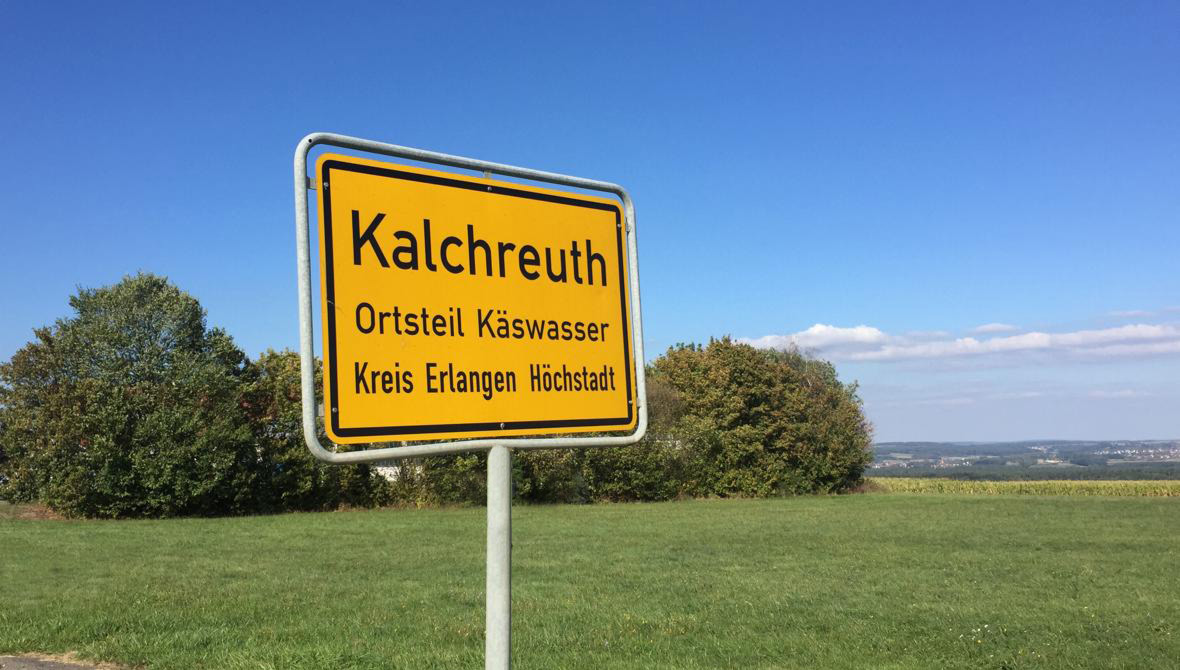 Kalchreuth
Ortsteil Käswasser
Kreis Erlangen Höchstadt